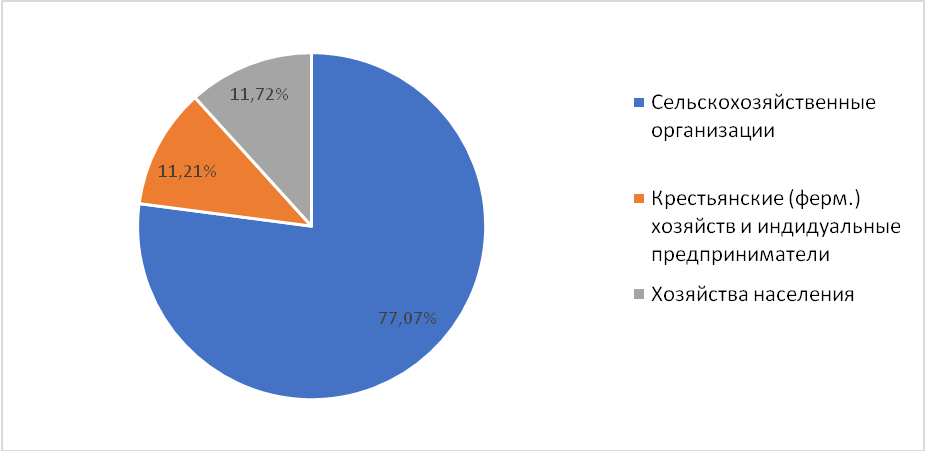 11,72%
11,21%
77,07%
Сельскохозяйственные
организации
Крестьянские (ферм.)
хозяйств и индидуальные
предприниматели
Хозяйства населения